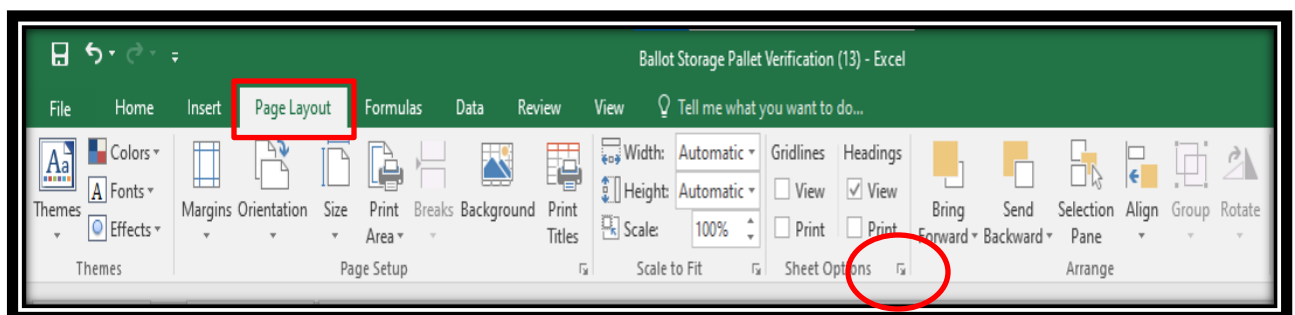 Ballot Storage Pallet Verification (13) - Excel
File Home Insert Page Layout Formulas Data Review View Tell me what you want to do...
Aa Colors Width: Automatic Gridlines Headings
A Fonts Height: Automatic View View
Themes Effects Margins Orientation Size Print Area Breaks Background Print Titles Scale: 100% Print Print Bring Forward Send Backward Selection Pane Align Group Rotate
Themes Page Setup Scale to Fit Sheet Options Arrange